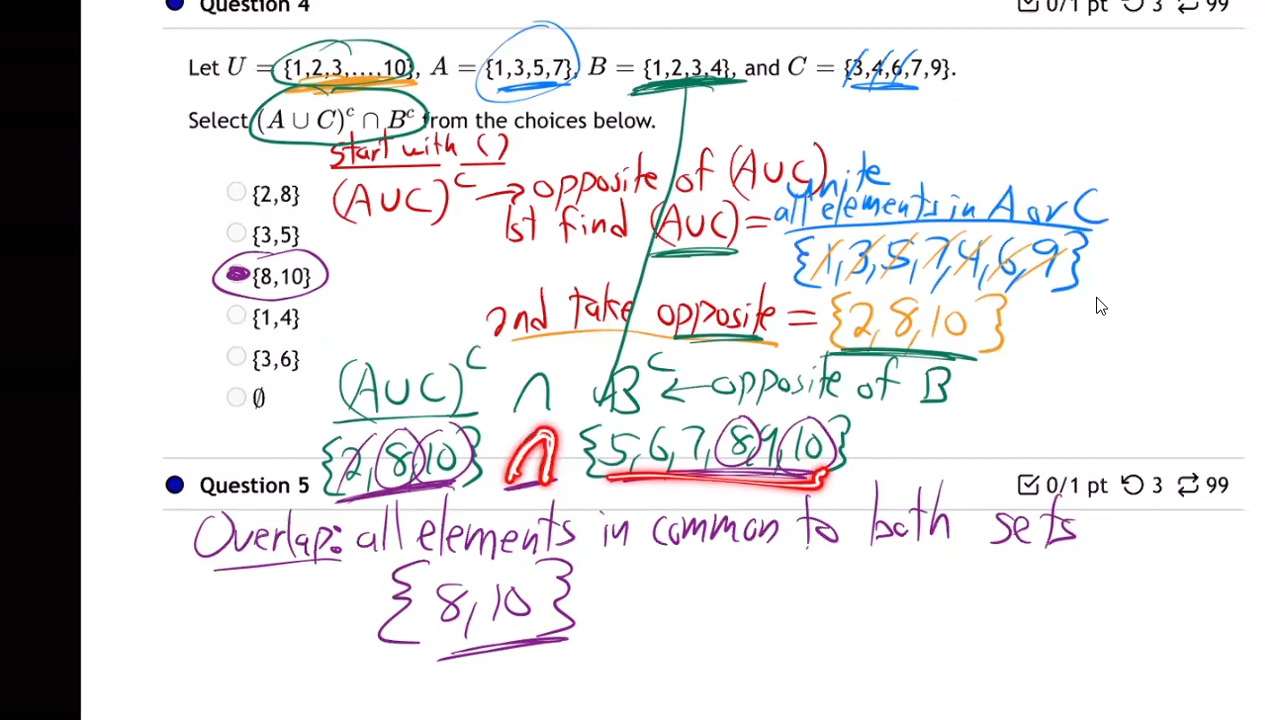 Question 4 0/1 pt 3 99
Let U = {1,2,3,...,10}, A = {1,3,5,7}, B = {1,2,3,4}, and C = {3,4,6,7,9}.
Select (A ∪ C)ᶜ ∩ Bᶜ from the choices below.
start with ( )
(A∪C)ᶜ → opposite of (A∪C)
unite
1st find (A∪C) = all elements in A or C
{1,3,5,7,4,6,9}
2nd take opposite = {2,8,10}
{2,8}
{3,5}
{8,10}
{1,4}
{3,6}
∅
(A∪C)ᶜ ∩ Bᶜ ← opposite of B
{2,8,10} ∩ {5,6,7,8,9,10}
Question 5 0/1 pt 3 99
Overlap: all elements in common to both sets
{8,10}